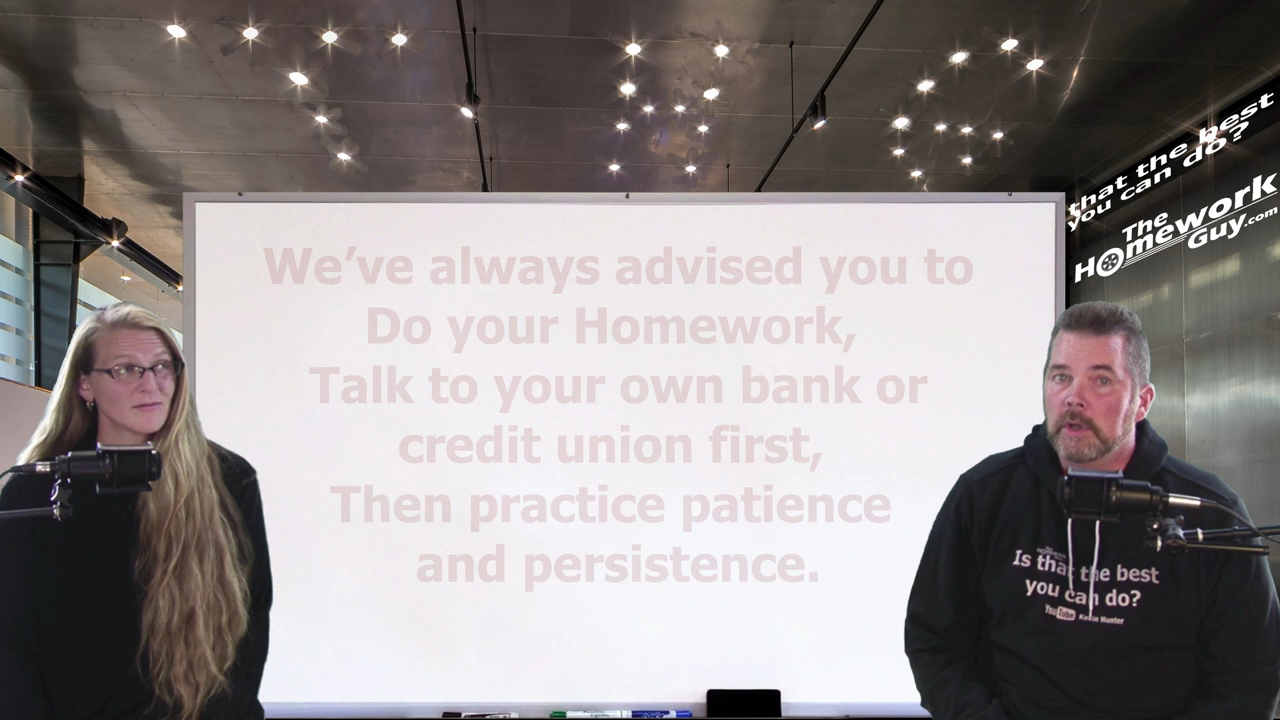 We've always advised you to
Do your Homework,
Talk to your own bank or
credit union first,
Then practice patience
and persistence.
that the best
you can do?
The
Homework
Guy.com
Is that the best
you can do?
YouTube Kevin Hunter